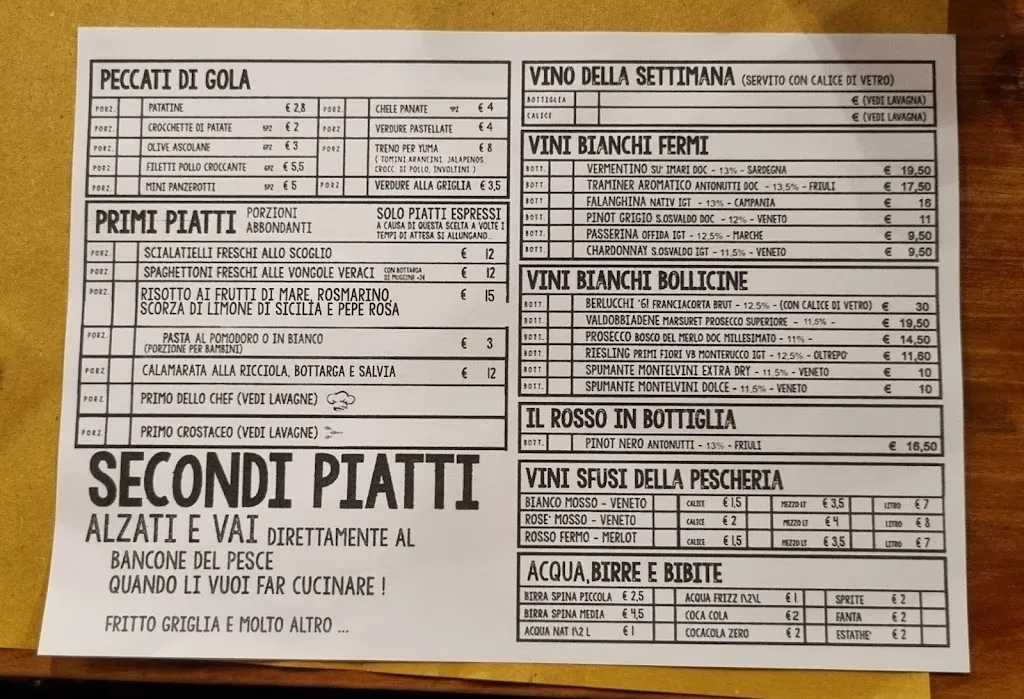 PECCATI DI GOLA
PORZ. PATATINE € 2,8
PORZ. CROCCHETTE DI PATATE 5PZ € 2
PORZ. OLIVE ASCOLANE 6PZ € 3
PORZ. FILETTI POLLO CROCCANTE 6PZ € 5,5
PORZ. MINI PANZEROTTI 5PZ € 5
PORZ. CHELE PANATE € 4
PORZ. VERDURE PASTELLATE € 4
PORZ TRENO PER YUMA € 8
( TOMINI, ARANCINI, JALAPENOS
CROCC. DI POLLO, INVOLTINI )
PORZ VERDURE ALLA GRIGLIA € 3,5
PRIMI PIATTI PORZIONI
ABBONDANTI
SOLO PIATTI ESPRESSI
A CAUSA DI QUESTA SCELTA A VOLTE I
TEMPI DI ATTESA SI ALLUNGANO...
PORZ. SCIALATIELLI FRESCHI ALLO SCOGLIO € 12
PORZ. SPAGHETTONI FRESCHI ALLE VONGOLE VERACI CON BOTTARGA € 12
DI MUGGINE
PORZ. RISOTTO AI FRUTTI DI MARE, ROSMARINO, € 15
SCORZA DI LIMONE DI SICILIA E PEPE ROSA
PORZ. PASTA AL POMODORO O IN BIANCO € 3
(PORZIONE PER BAMBINI)
PORZ. CALAMARATA ALLA RICCIOLA, BOTTARGA E SALVIA € 12
PORZ. PRIMO DELLO CHEF (VEDI LAVAGNE)
PORZ PRIMO CROSTACEO (VEDI LAVAGNE)
SECONDI PIATTI
ALZATI E VAI DIRETTAMENTE AL
BANCONE DEL PESCE
QUANDO LI VUOI FAR CUCINARE !
FRITTO GRIGLIA E MOLTO ALTRO ...
VINO DELLA SETTIMANA (SERVITO CON CALICE DI VETRO)
BOTTIGLIA € (VEDI LAVAGNA)
CALICE € (VEDI LAVAGNA)
VINI BIANCHI FERMI
BOTT. VERMENTINO SU' IMARI DOC - 13% - SARDEGNA € 19,50
BOTT. TRAMINER AROMATICO ANTONUTTI DOC - 13,5% - FRIULI € 17,50
BOTT. FALANGHINA NATIV IGT - 13% - CAMPANIA € 16
BOTT. PINOT GRIGIO S.OSVALDO DOC - 12% - VENETO € 11
BOTT. PASSERINA OFFIDA IGT - 12,5% - MARCHE € 9,50
BOTT. CHARDONNAY S.OSVALDO IGT - 11,5% - VENETO € 9,50
VINI BIANCHI BOLLICINE
BOTT. BERLUCCHI '61 FRANCIACORTA BRUT - 12,5% - (CON CALICE DI VETRO) € 30
BOTT. VALDOBBIADENE MARSURET PROSECCO SUPERIORE - 11,5% - € 19,50
BOTT. PROSECCO BOSCO DEL MERLO DOC MILLESIMATO - 11% - € 14,50
BOTT. RIESLING PRIMI FIORI VB MONTERUCCO IGT - 12,5% - OLTREPO' € 11,60
BOTT. SPUMANTE MONTELVINI EXTRA DRY - 11,5% - VENETO € 10
BOTT. SPUMANTE MONTELVINI DOLCE - 11,5% - VENETO € 10
IL ROSSO IN BOTTIGLIA
BOTT. PINOT NERO ANTONUTTI - 13% - FRIULI € 16,50
VINI SFUSI DELLA PESCHERIA
BIANCO MOSSO - VENETO CALICE € 1,5 MEZZO LT € 3,5 LITRO € 7
ROSE' MOSSO - VENETO CALICE € 2 MEZZO LT € 4 LITRO € 8
ROSSO FERMO - MERLOT CALICE € 1,5 MEZZO LT € 3,5 LITRO € 7
ACQUA,BIRRE E BIBITE
BIRRA SPINA PICCOLA € 2,5 ACQUA FRIZZ 1\2\L € 1 SPRITE € 2
BIRRA SPINA MEDIA € 4,5 COCA COLA €2 FANTA € 2
ACQUA NAT 1\2 L € 1 COCACOLA ZERO € 2 ESTATHE' € 2